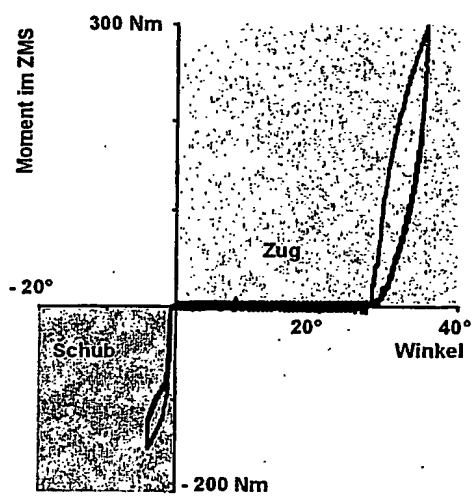 300 Nm
Moment im ZMS
Zug
- 20°
20°
40°
Winkel
Schub
- 200 Nm